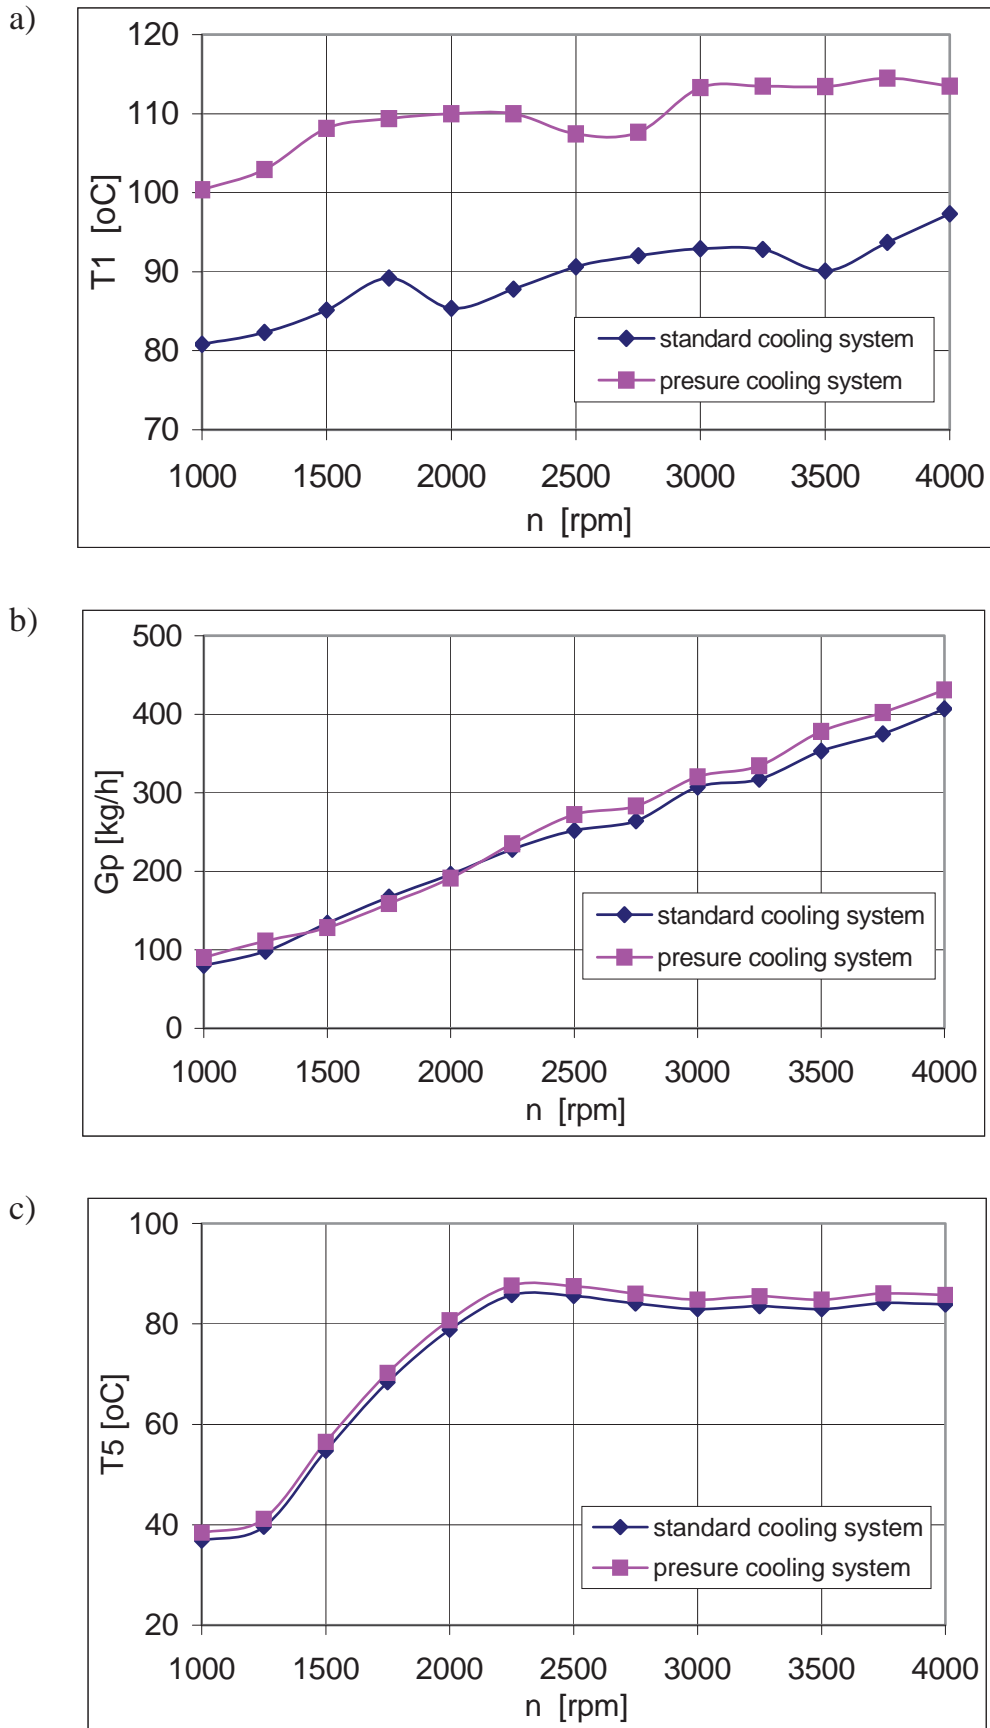 a)
120
110
100
90
80
70
T1 [oC]
standard cooling system
presure cooling system
1000 1500 2000 2500 3000 3500 4000
n [rpm]
b)
500
400
300
200
100
0
Gp [kg/h]
standard cooling system
presure cooling system
1000 1500 2000 2500 3000 3500 4000
n [rpm]
c)
100
80
60
40
20
T5 [oC]
standard cooling system
presure cooling system
1000 1500 2000 2500 3000 3500 4000
n [rpm]